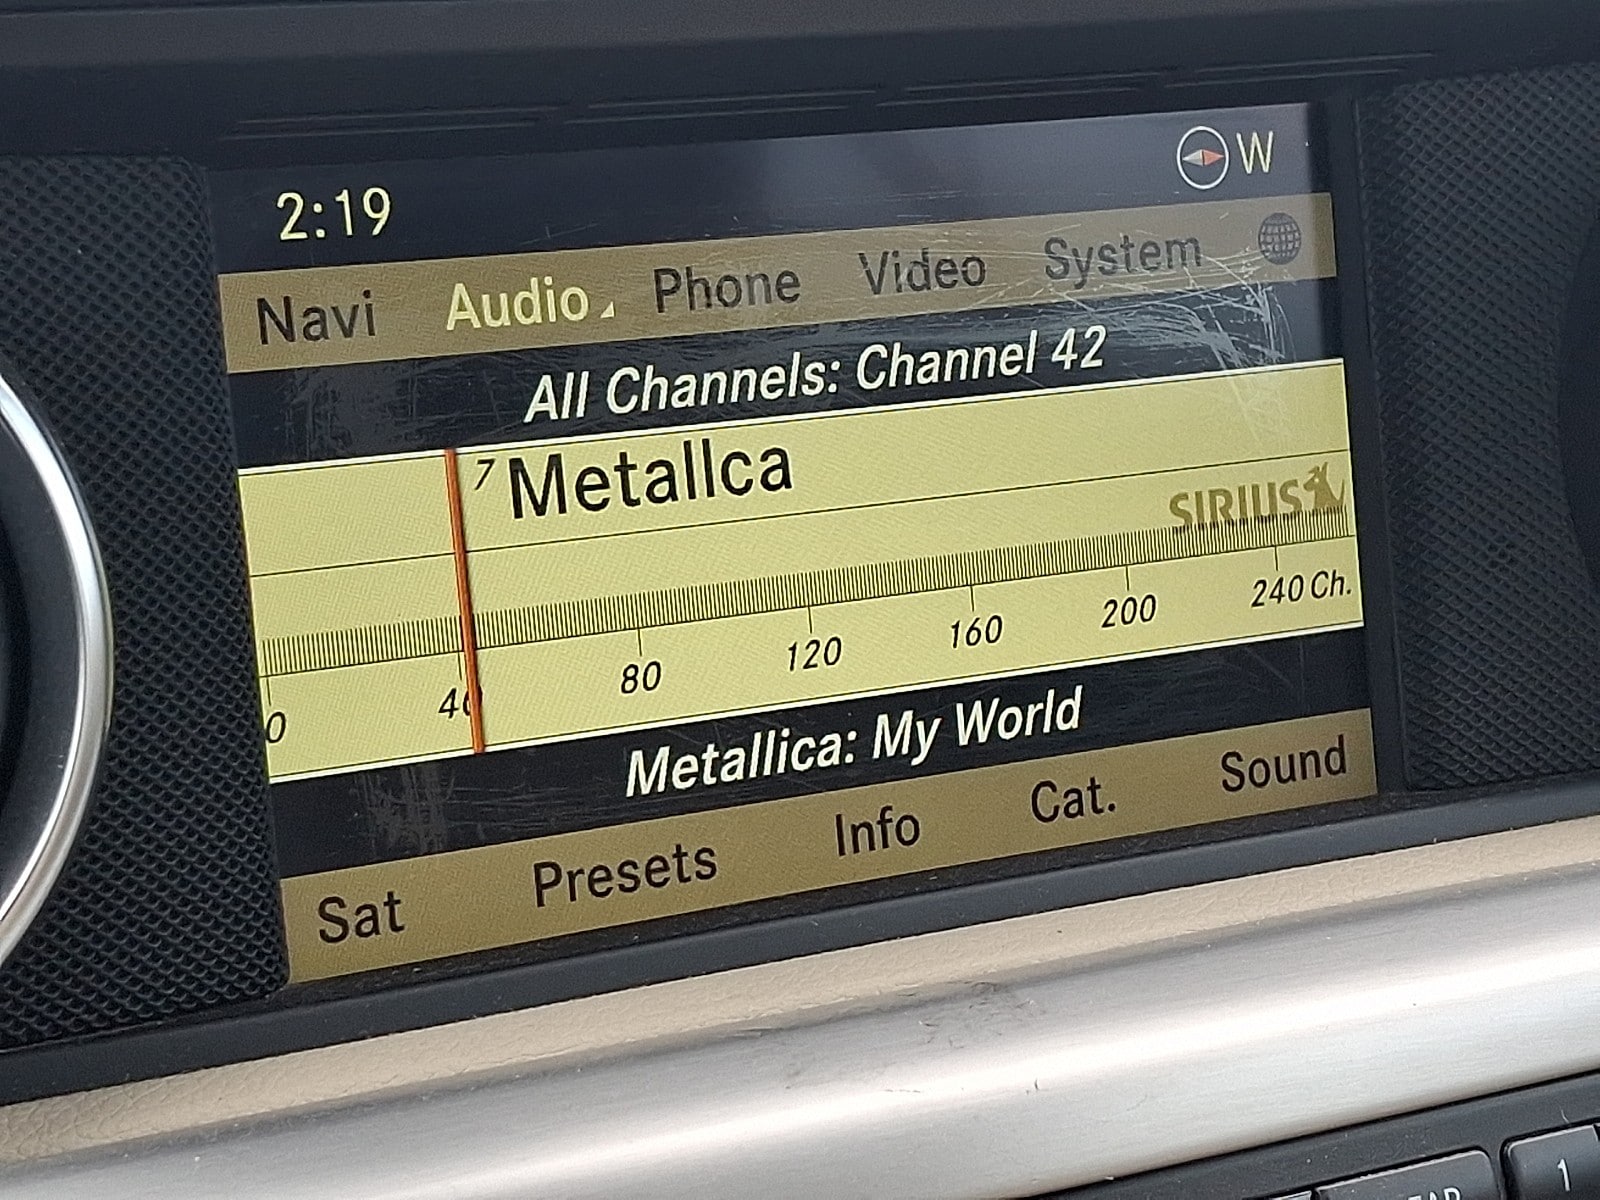 2:19 W
Navi Audio Phone Video System
All Channels: Channel 42
7 Metallca
SIRIUS
0 40 80 120 160 200 240 Ch.
Metallica: My World
Sat Presets Info Cat. Sound
1